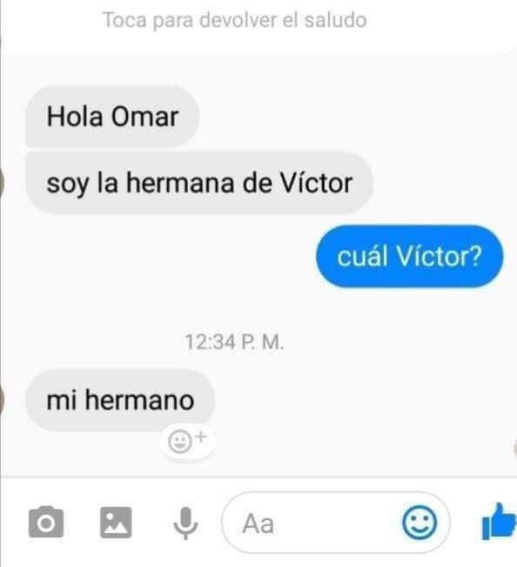 Toca para devolver el saludo
Hola Omar
soy la hermana de Víctor
cuál Víctor?
12:34 P. M.
mi hermano
Aa